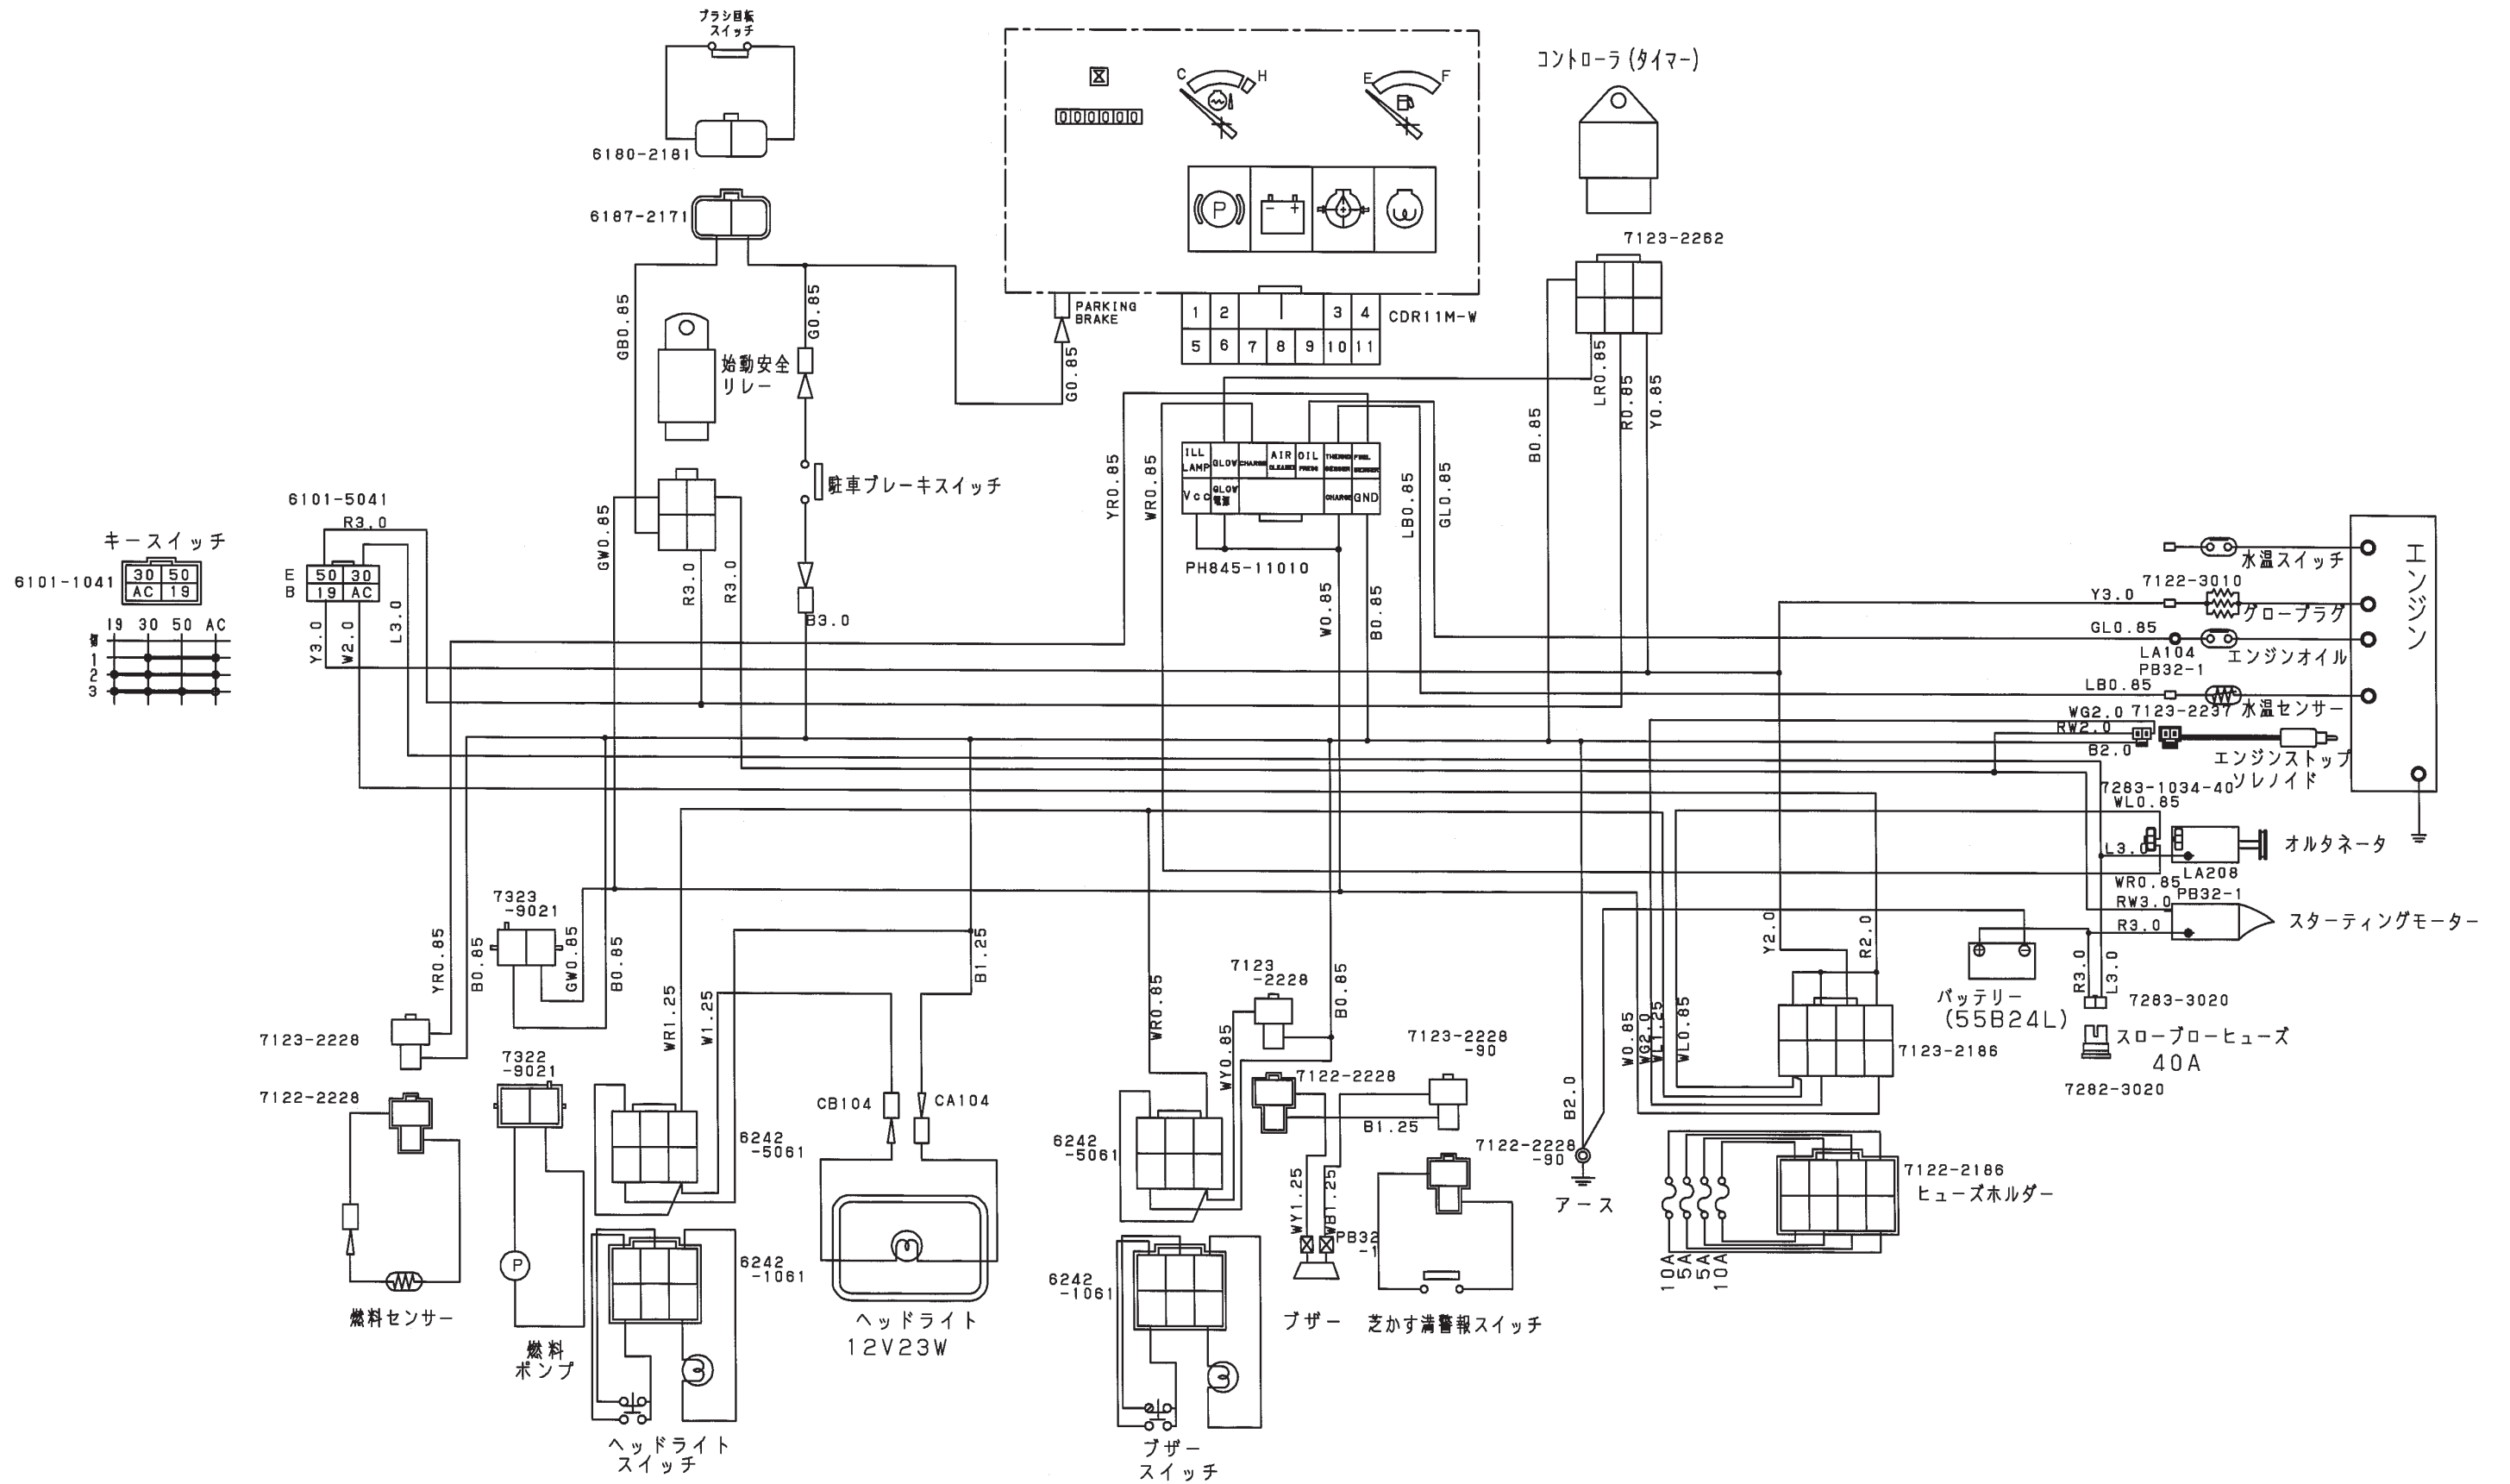 ブラシ回転
スイッチ
6180-2181
6187-2171
GB0.85
G0.85
始動安全
リレー
駐車ブレーキスイッチ
GW0.85
R3.0
R3.0
B3.0
C
H
E
F
000000
P
- +
PARKING
BRAKE
G0.85
1 2 3 4
5 6 7 8 9 10 11
CDR11M-W
コントローラ(タイマー)
7123-2262
LR0.85
R0.85
Y0.85
B0.85
YR0.85
WR0.85
ILL
LAMP
GLOW
CHARGE
AIR
CLEANER
OIL
PRESS
THERMO
SENSOR
FUEL
SENSOR
Vcc
GLOW
電源
CHARGE
GND
PH845-11010
LB0.85
GL0.85
W0.85
B0.85
キースイッチ
6101-1041
30 50
AC 19
19 30 50 AC
1
2
3
6101-5041
R3.0
E
B
50 30
19 AC
Y3.0
W2.0
L3.0
エンジン
水温スイッチ
7122-3010
Y3.0
グロープラグ
GL0.85
LA104
PB32-1
エンジンオイル
LB0.85
WG2.0
7123-2237
水温センサー
RW2.0
B2.0
エンジンストップ
ソレノイド
7283-1034-40
WL0.85
L3.0
オルタネータ
WR0.85
LA208
PB32-1
RW3.0
R3.0
スターティングモーター
バッテリー
(55B24L)
R3.0
L3.0
7283-3020
スローブローヒューズ
40A
7282-3020
Y2.0
R2.0
7123-2186
W0.85
WG2.0
WL1.25
WL0.85
7122-2186
ヒューズホルダー
10A
5A
5A
10A
B2.0
アース
YR0.85
B0.85
7123-2228
7122-2228
燃料センサー
7323
-9021
GW0.85
B0.85
7322
-9021
P
燃料
ポンプ
WR1.25
W1.25
B1.25
6242
-5061
6242
-1061
ヘッドライト
スイッチ
CB104
CA104
ヘッドライト
12V23W
WR0.85
WY0.85
B0.85
7123
-2228
7122-2228
7123-2228
-90
B1.25
6242
-5061
6242
-1061
WY1.25
WB1.25
PB32
-1
ブザー
7122-2228
-90
芝かす満警報スイッチ
ブザー
スイッチ